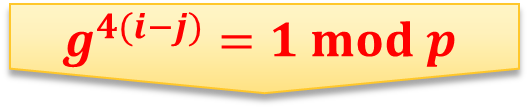 g^{4(i−j)} = 1 mod p